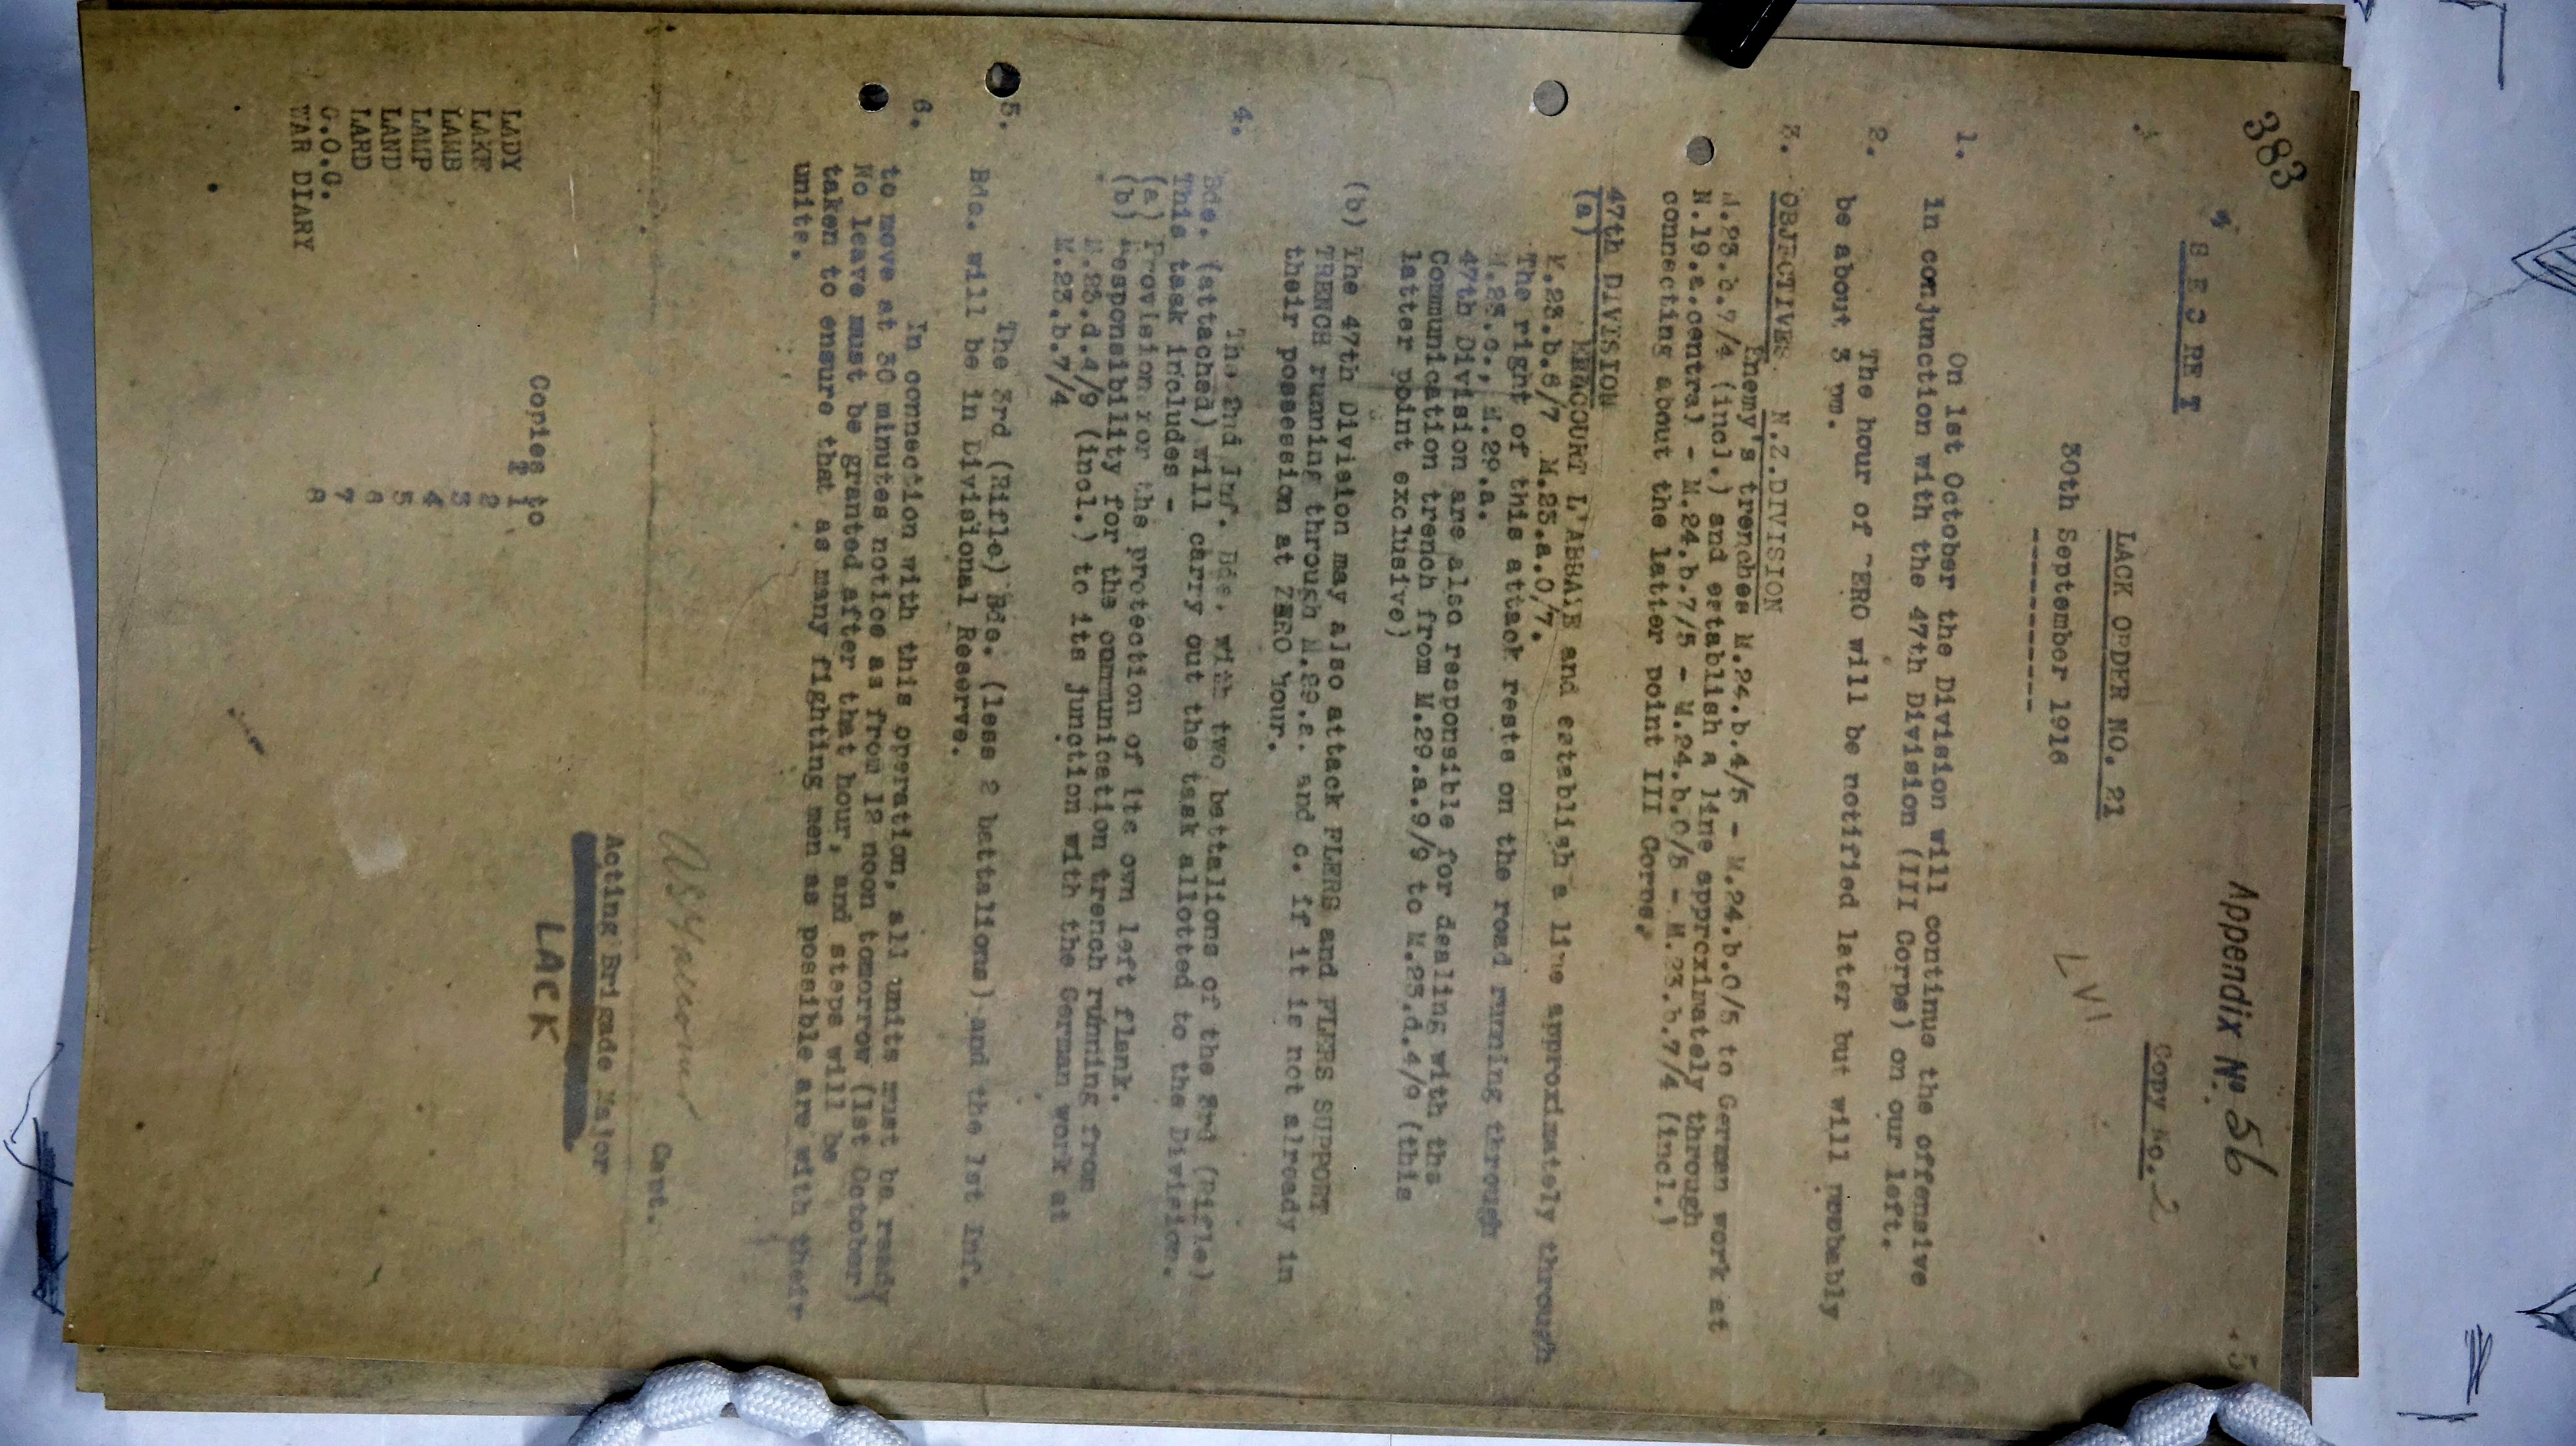 383
Appendix No. 56
S E C RE T
Copy No. 2
LACK ORDER NO. 21
LVI
30th September 1916
----------
1. On 1st October the Division will continue the offensive
in conjunction with the 47th Division (III Corps) on our left.
2. The hour of ZERO will be notified later but will probably
be about 3 pm.
3. OBJECTIVES. N.Z.DIVISION
Enemy's trenches M.24.b.4/5 - M.24.b.0/5 to German work at
M.23.b.7/4 (incl.) and establish a line approximately through
N.19.a.central - M.24.b.7/5 - M.24.b.0/5 - M.23.b.7/4 (incl.)
connecting about the latter point III Corps.
47th DIVISION
(a) L'ABBAIE and establish a line approximately through
M.23.b.6/7 M.23.a.0/7.
The right of this attack rests on the road running through
M.29.a.
47th Division are also responsible for dealing with the
Communication trench from M.29.a.9/9 to M.23.d.4/9 (this
latter point exclusive)
(b) The 47th Division may also attack FLERS and FLERS SUPPORT
TRENCH running through M.29.a. and c. if it is not already in
their possession at ZERO hour.
4. The 2nd Inf. Bde. with two battalions of the 3rd (Rifle)
Bde. (attached) will carry out the task allotted to the Division.
This task includes -
(a) Provision for the protection of its own left flank.
(b) Responsibility for the communication trench running from
M.23.d.4/9 (incl.) to its junction with the German work at
M.23.b.7/4
5. The 3rd (Rifle) Bde. (less 2 battalions) and the 1st Inf.
Bde. will be in Divisional Reserve.
6. In connection with this operation, all units must be ready
to move at 30 minutes notice as from 12 noon tomorrow (1st October)
No leave must be granted after that hour, and steps will be
taken to ensure that as many fighting men as possible are with their
units.
Capt.
Acting Brigade Major
LACK
Copies to
LADY 1
LAKE 2
LAMB 3
LAMP 4
LAND 5
LARD 6
G.O.C. 7
WAR DIARY 8